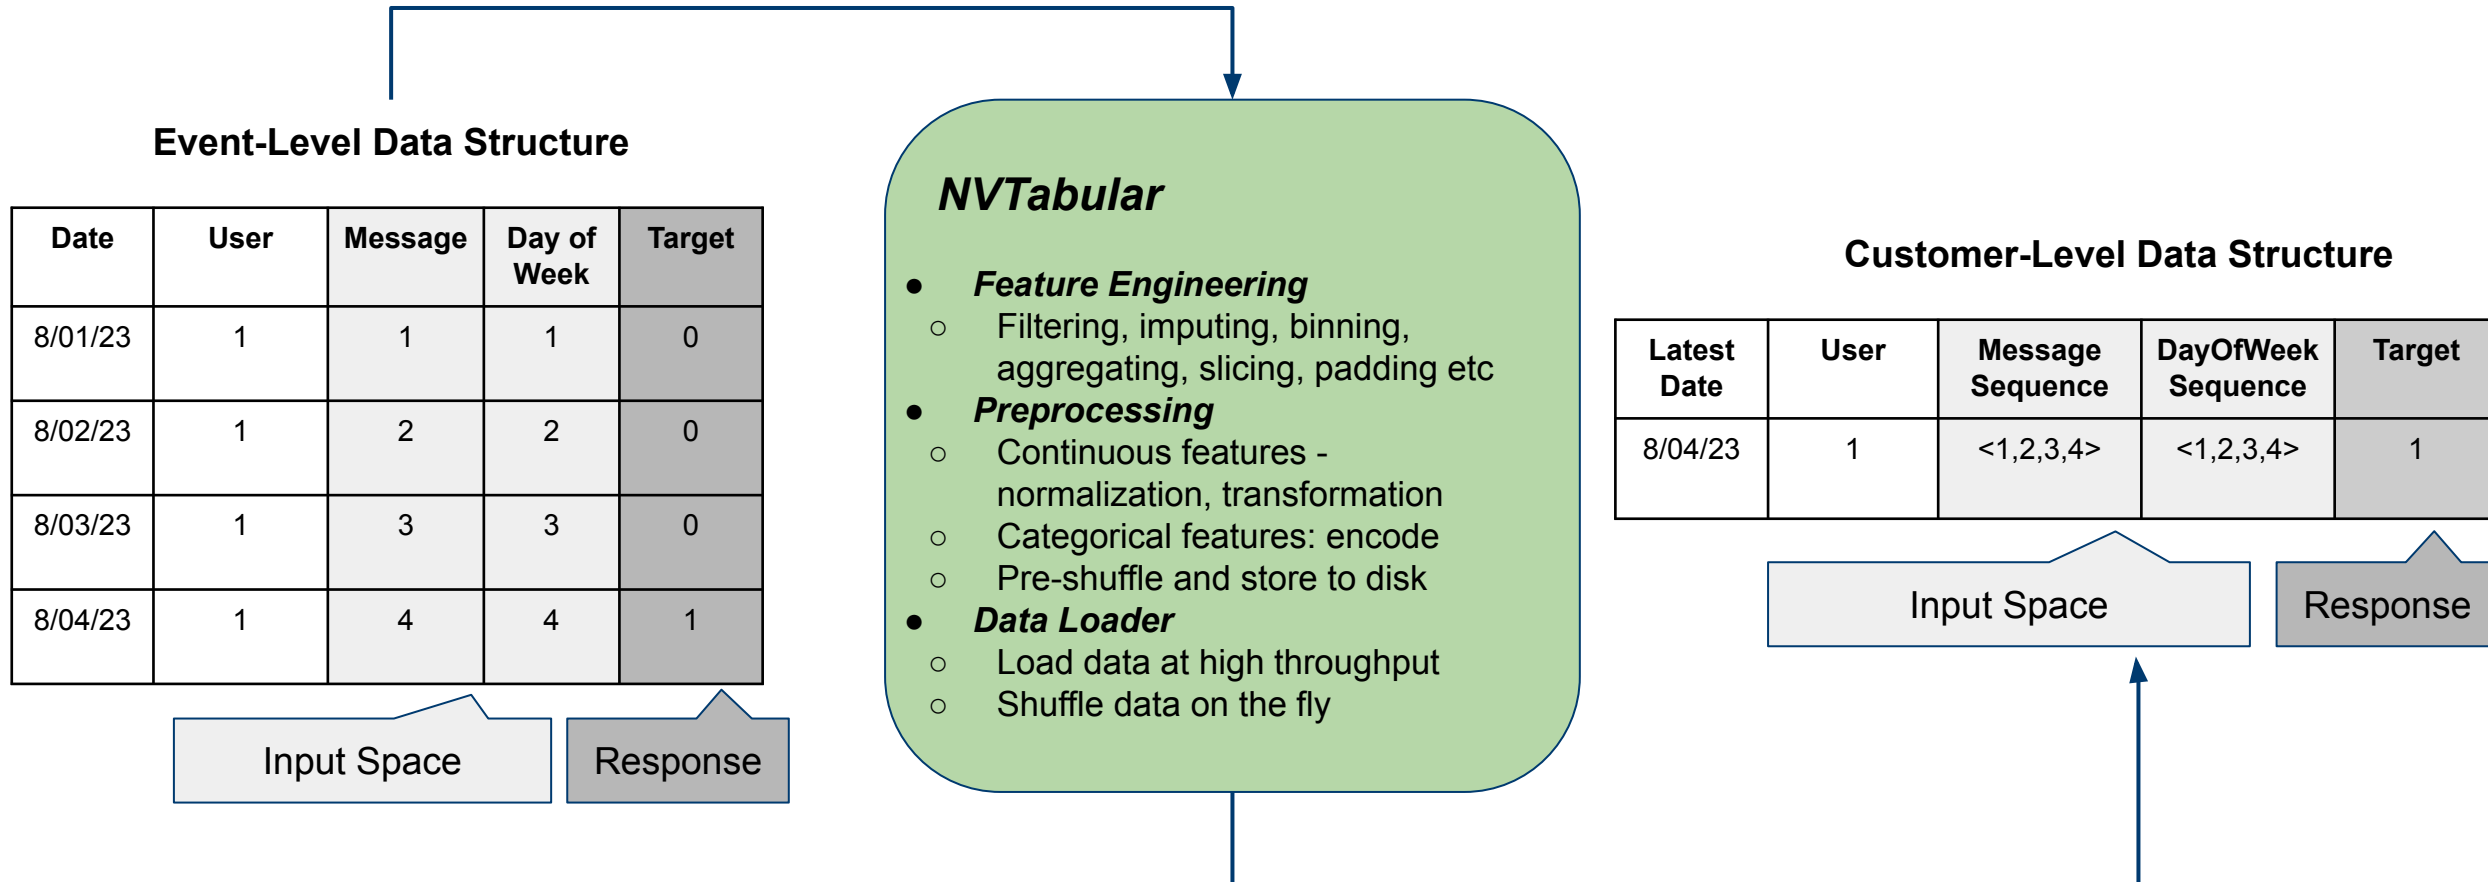 Event-Level Data Structure
Date User Message Day of Target
Week
8/01/23 1 1 1 0
8/02/23 1 2 2 0
8/03/23 1 3 3 0
8/04/23 1 4 4 1
Input Space
Response
NVTabular
● Feature Engineering
○ Filtering, imputing, binning,
aggregating, slicing, padding etc
● Preprocessing
○ Continuous features -
normalization, transformation
○ Categorical features: encode
○ Pre-shuffle and store to disk
● Data Loader
○ Load data at high throughput
○ Shuffle data on the fly
Customer-Level Data Structure
Latest User Message DayOfWeek Target
Date Sequence Sequence
8/04/23 1 <1,2,3,4> <1,2,3,4> 1
Input Space
Response